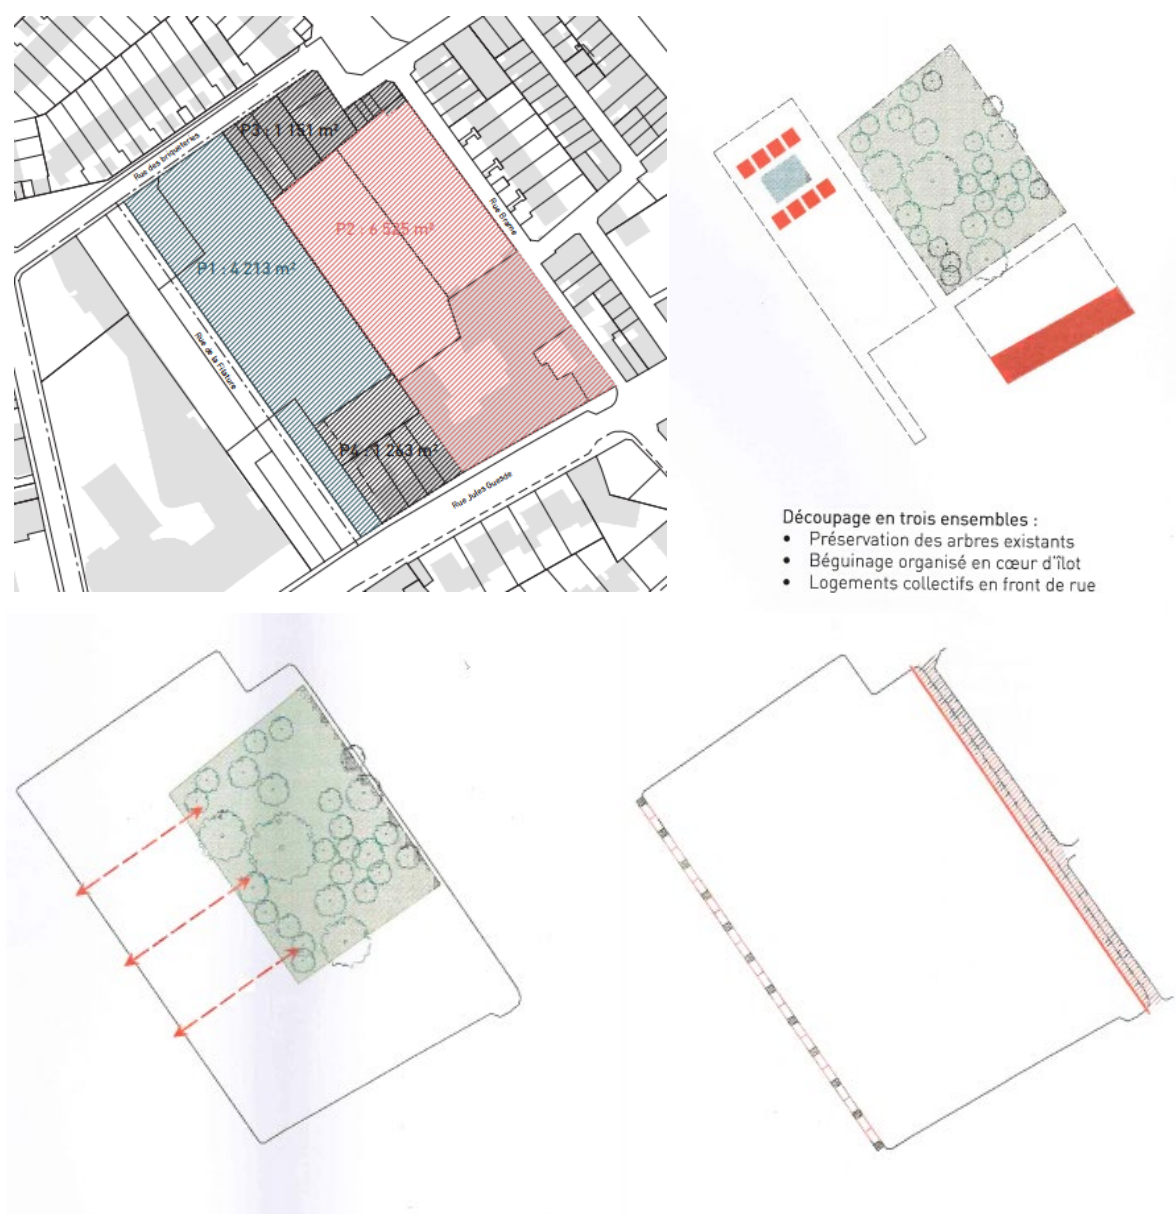 Rue des briqueteries
P3 : 1 151 m²
P2 : 6 525 m²
Rue Brame
P1 : 4 213 m²
Rue de la Filature
P4 : 1 263 m²
Rue Jules Guesde
Découpage en trois ensembles :
• Préservation des arbres existants
• Béguinage organisé en cœur d'îlot
• Logements collectifs en front de rue